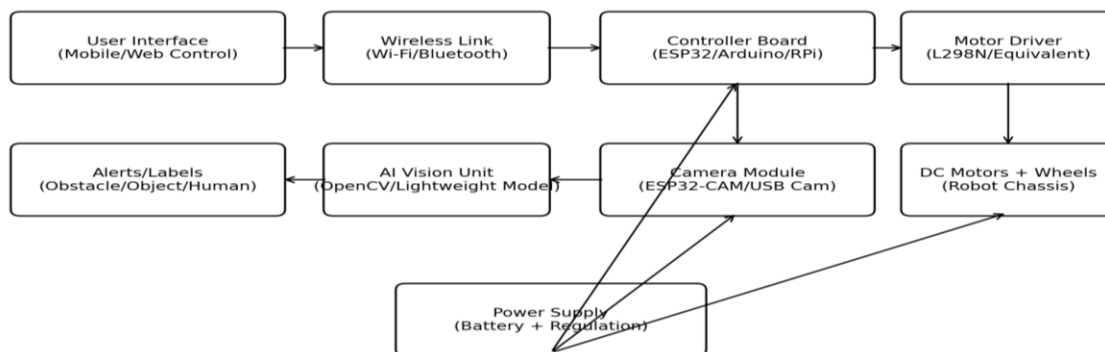 User Interface
(Mobile/Web Control)
Wireless Link
(Wi-Fi/Bluetooth)
Controller Board
(ESP32/Arduino/RPi)
Motor Driver
(L298N/Equivalent)
Alerts/Labels
(Obstacle/Object/Human)
AI Vision Unit
(OpenCV/Lightweight Model)
Camera Module
(ESP32-CAM/USB Cam)
DC Motors + Wheels
(Robot Chassis)
Power Supply
(Battery + Regulation)